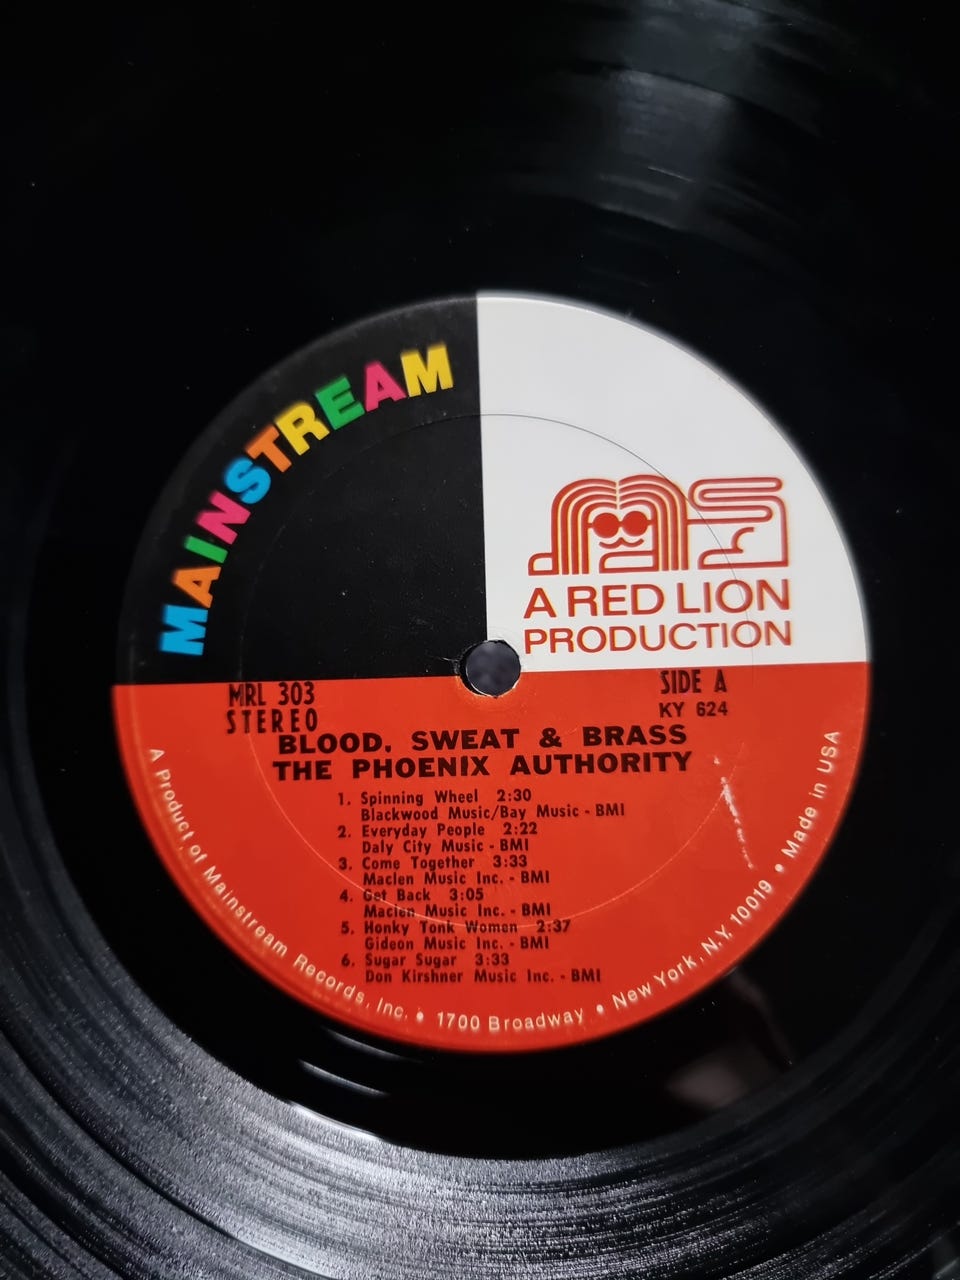 MAINSTREAM
MS
A RED LION
PRODUCTION
MRL 303
STEREO
SIDE A
KY 624
BLOOD, SWEAT & BRASS
THE PHOENIX AUTHORITY
1. Spinning Wheel 2:30
Blackwood Music/Bay Music - BMI
2. Everyday People 2:22
Daly City Music - BMI
3. Come Together 3:33
Maclen Music Inc. - BMI
4. Get Back 3:05
Maclen Music Inc. - BMI
5. Honky Tonk Women 2:37
Gideon Music Inc. - BMI
6. Sugar Sugar 3:33
Don Kirshner Music Inc. - BMI
A Product of Mainstream Records, Inc. • 1700 Broadway • New York, N.Y. 10019 • Made in USA